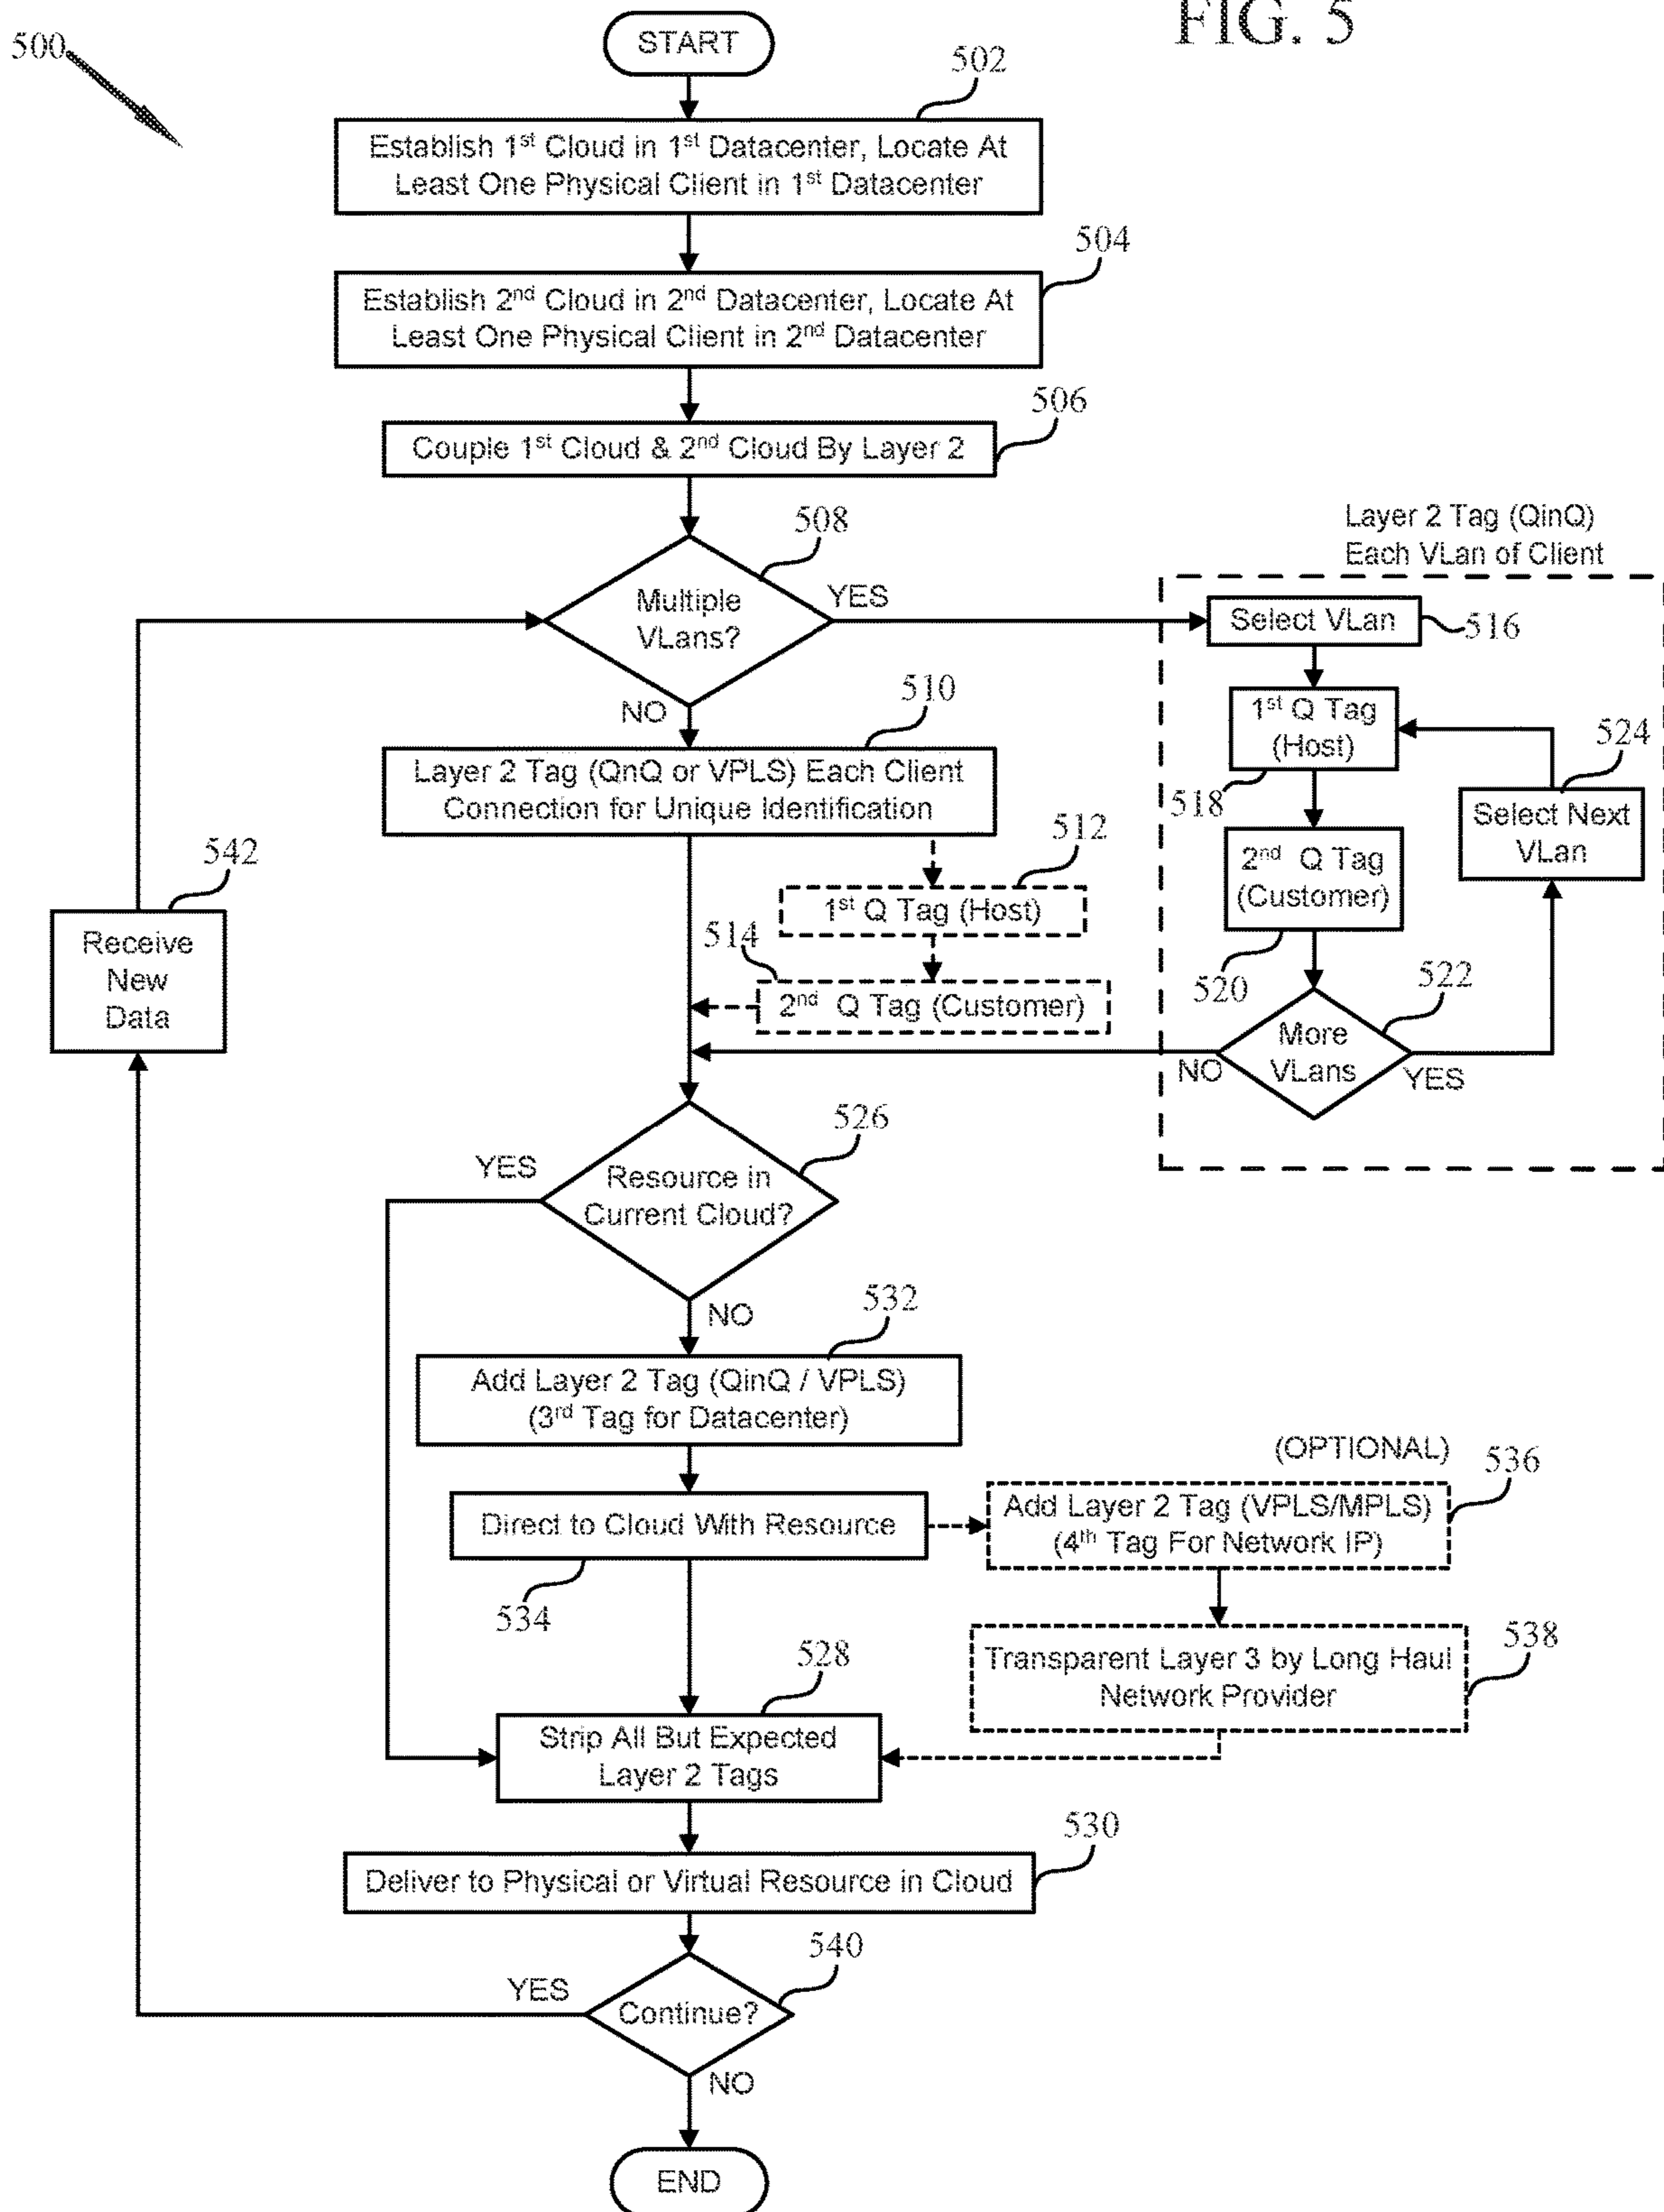 FIG. 5
500
START
502
Establish 1st Cloud in 1st Datacenter, Locate At
Least One Physical Client in 1st Datacenter
504
Establish 2nd Cloud in 2nd Datacenter, Locate At
Least One Physical Client in 2nd Datacenter
506
Couple 1st Cloud & 2nd Cloud By Layer 2
508
Multiple
VLans?
YES
NO
Layer 2 Tag (QinQ)
Each VLan of Client
Select VLan
516
1st Q Tag
(Host)
518
524
Select Next
VLan
2nd Q Tag
(Customer)
520
522
More
VLans
NO
YES
510
Layer 2 Tag (QnQ or VPLS) Each Client
Connection for Unique Identification
512
1st Q Tag (Host)
514
2nd Q Tag (Customer)
542
Receive
New
Data
526
YES
Resource in
Current Cloud?
NO
532
Add Layer 2 Tag (QinQ / VPLS)
(3rd Tag for Datacenter)
Direct to Cloud With Resource
534
(OPTIONAL)
536
Add Layer 2 Tag (VPLS/MPLS)
(4th Tag For Network IP)
538
Transparent Layer 3 by Long Haul
Network Provider
528
Strip All But Expected
Layer 2 Tags
530
Deliver to Physical or Virtual Resource in Cloud
540
YES
Continue?
NO
END